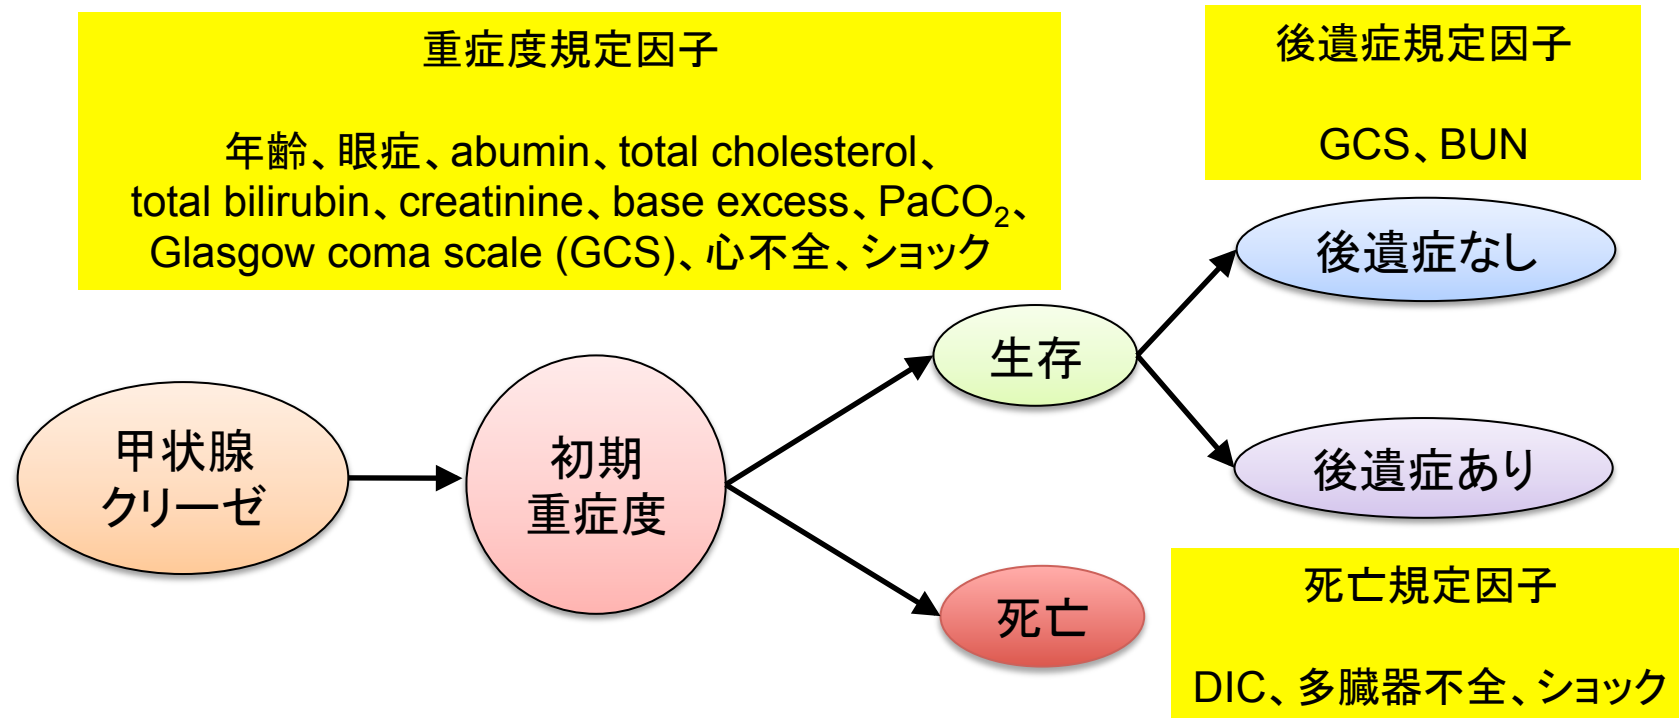 重症度規定因子
年齢、眼症、abumin、total cholesterol、
total bilirubin、creatinine、base excess、PaCO₂、
Glasgow coma scale (GCS)、心不全、ショック
後遺症規定因子
GCS、BUN
甲状腺
クリーゼ
初期
重症度
生存
死亡
後遺症なし
後遺症あり
死亡規定因子
DIC、多臓器不全、ショック